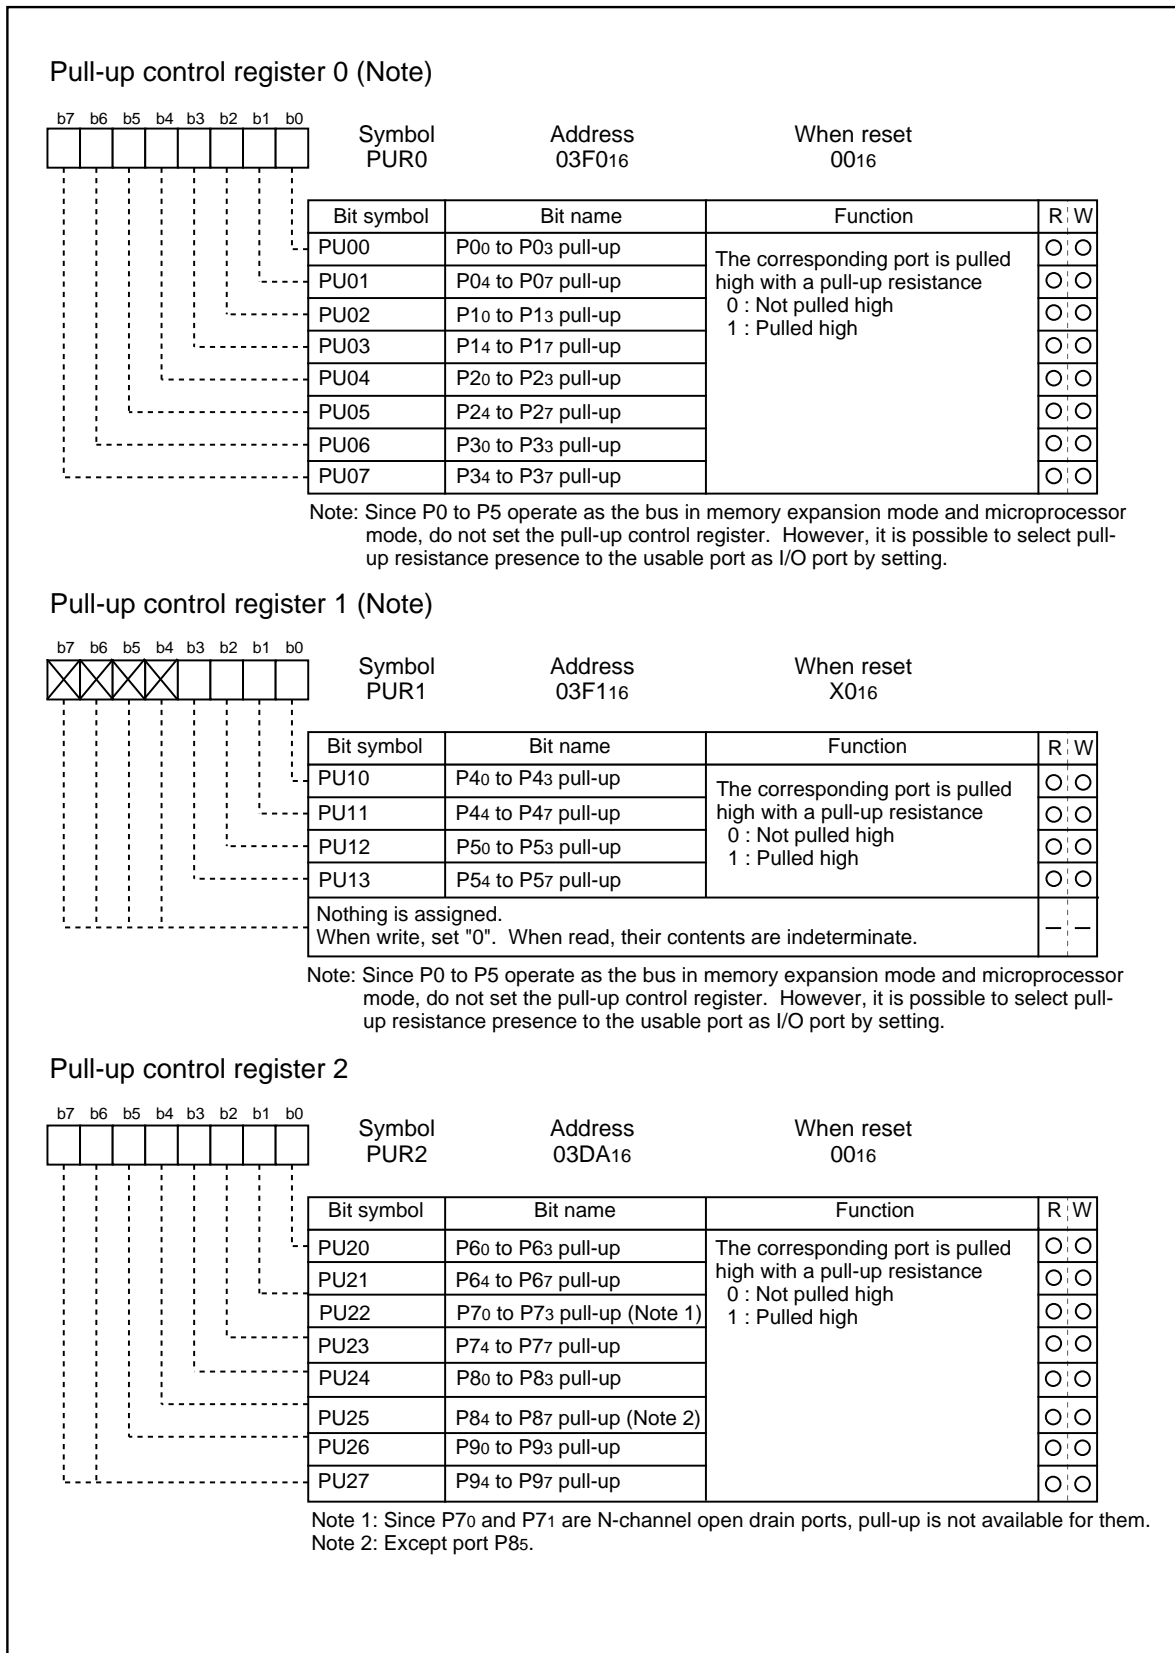 Pull-up control register 0 (Note)
b7 b6 b5 b4 b3 b2 b1 b0
Symbol Address When reset
PUR0 03F016 0016
Bit symbol Bit name Function R W
PU00 P00 to P03 pull-up The corresponding port is pulled
PU01 P04 to P07 pull-up high with a pull-up resistance
PU02 P10 to P13 pull-up 0 : Not pulled high
PU03 P14 to P17 pull-up 1 : Pulled high
PU04 P20 to P23 pull-up
PU05 P24 to P27 pull-up
PU06 P30 to P33 pull-up
PU07 P34 to P37 pull-up
Note: Since P0 to P5 operate as the bus in memory expansion mode and microprocessor
mode, do not set the pull-up control register. However, it is possible to select pull-
up resistance presence to the usable port as I/O port by setting.
Pull-up control register 1 (Note)
b7 b6 b5 b4 b3 b2 b1 b0
Symbol Address When reset
PUR1 03F116 X016
Bit symbol Bit name Function R W
PU10 P40 to P43 pull-up The corresponding port is pulled
PU11 P44 to P47 pull-up high with a pull-up resistance
PU12 P50 to P53 pull-up 0 : Not pulled high
PU13 P54 to P57 pull-up 1 : Pulled high
Nothing is assigned.
When write, set "0". When read, their contents are indeterminate. – –
Note: Since P0 to P5 operate as the bus in memory expansion mode and microprocessor
mode, do not set the pull-up control register. However, it is possible to select pull-
up resistance presence to the usable port as I/O port by setting.
Pull-up control register 2
b7 b6 b5 b4 b3 b2 b1 b0
Symbol Address When reset
PUR2 03DA16 0016
Bit symbol Bit name Function R W
PU20 P60 to P63 pull-up The corresponding port is pulled
PU21 P64 to P67 pull-up high with a pull-up resistance
PU22 P70 to P73 pull-up (Note 1) 0 : Not pulled high
PU23 P74 to P77 pull-up 1 : Pulled high
PU24 P80 to P83 pull-up
PU25 P84 to P87 pull-up (Note 2)
PU26 P90 to P93 pull-up
PU27 P94 to P97 pull-up
Note 1: Since P70 and P71 are N-channel open drain ports, pull-up is not available for them.
Note 2: Except port P85.